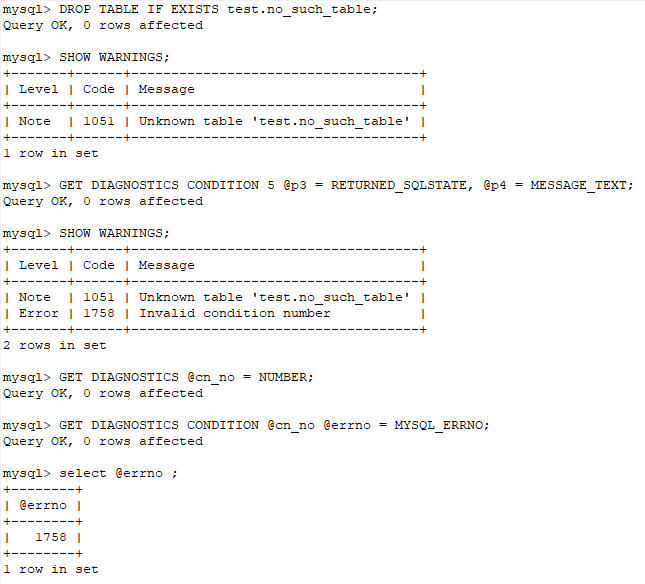 mysql> DROP TABLE IF EXISTS test.no_such_table;
Query OK, 0 rows affected

mysql> SHOW WARNINGS;
+-------+------+------------------------------------+
| Level | Code | Message                            |
+-------+------+------------------------------------+
| Note  | 1051 | Unknown table 'test.no_such_table' |
+-------+------+------------------------------------+
1 row in set

mysql> GET DIAGNOSTICS CONDITION 5 @p3 = RETURNED_SQLSTATE, @p4 = MESSAGE_TEXT;
Query OK, 0 rows affected

mysql> SHOW WARNINGS;
+-------+------+------------------------------------+
| Level | Code | Message                            |
+-------+------+------------------------------------+
| Note  | 1051 | Unknown table 'test.no_such_table' |
| Error | 1758 | Invalid condition number           |
+-------+------+------------------------------------+
2 rows in set

mysql> GET DIAGNOSTICS @cn_no = NUMBER;
Query OK, 0 rows affected

mysql> GET DIAGNOSTICS CONDITION @cn_no @errno = MYSQL_ERRNO;
Query OK, 0 rows affected

mysql> select @errno ;
+--------+
| @errno |
+--------+
|   1758 |
+--------+
1 row in set